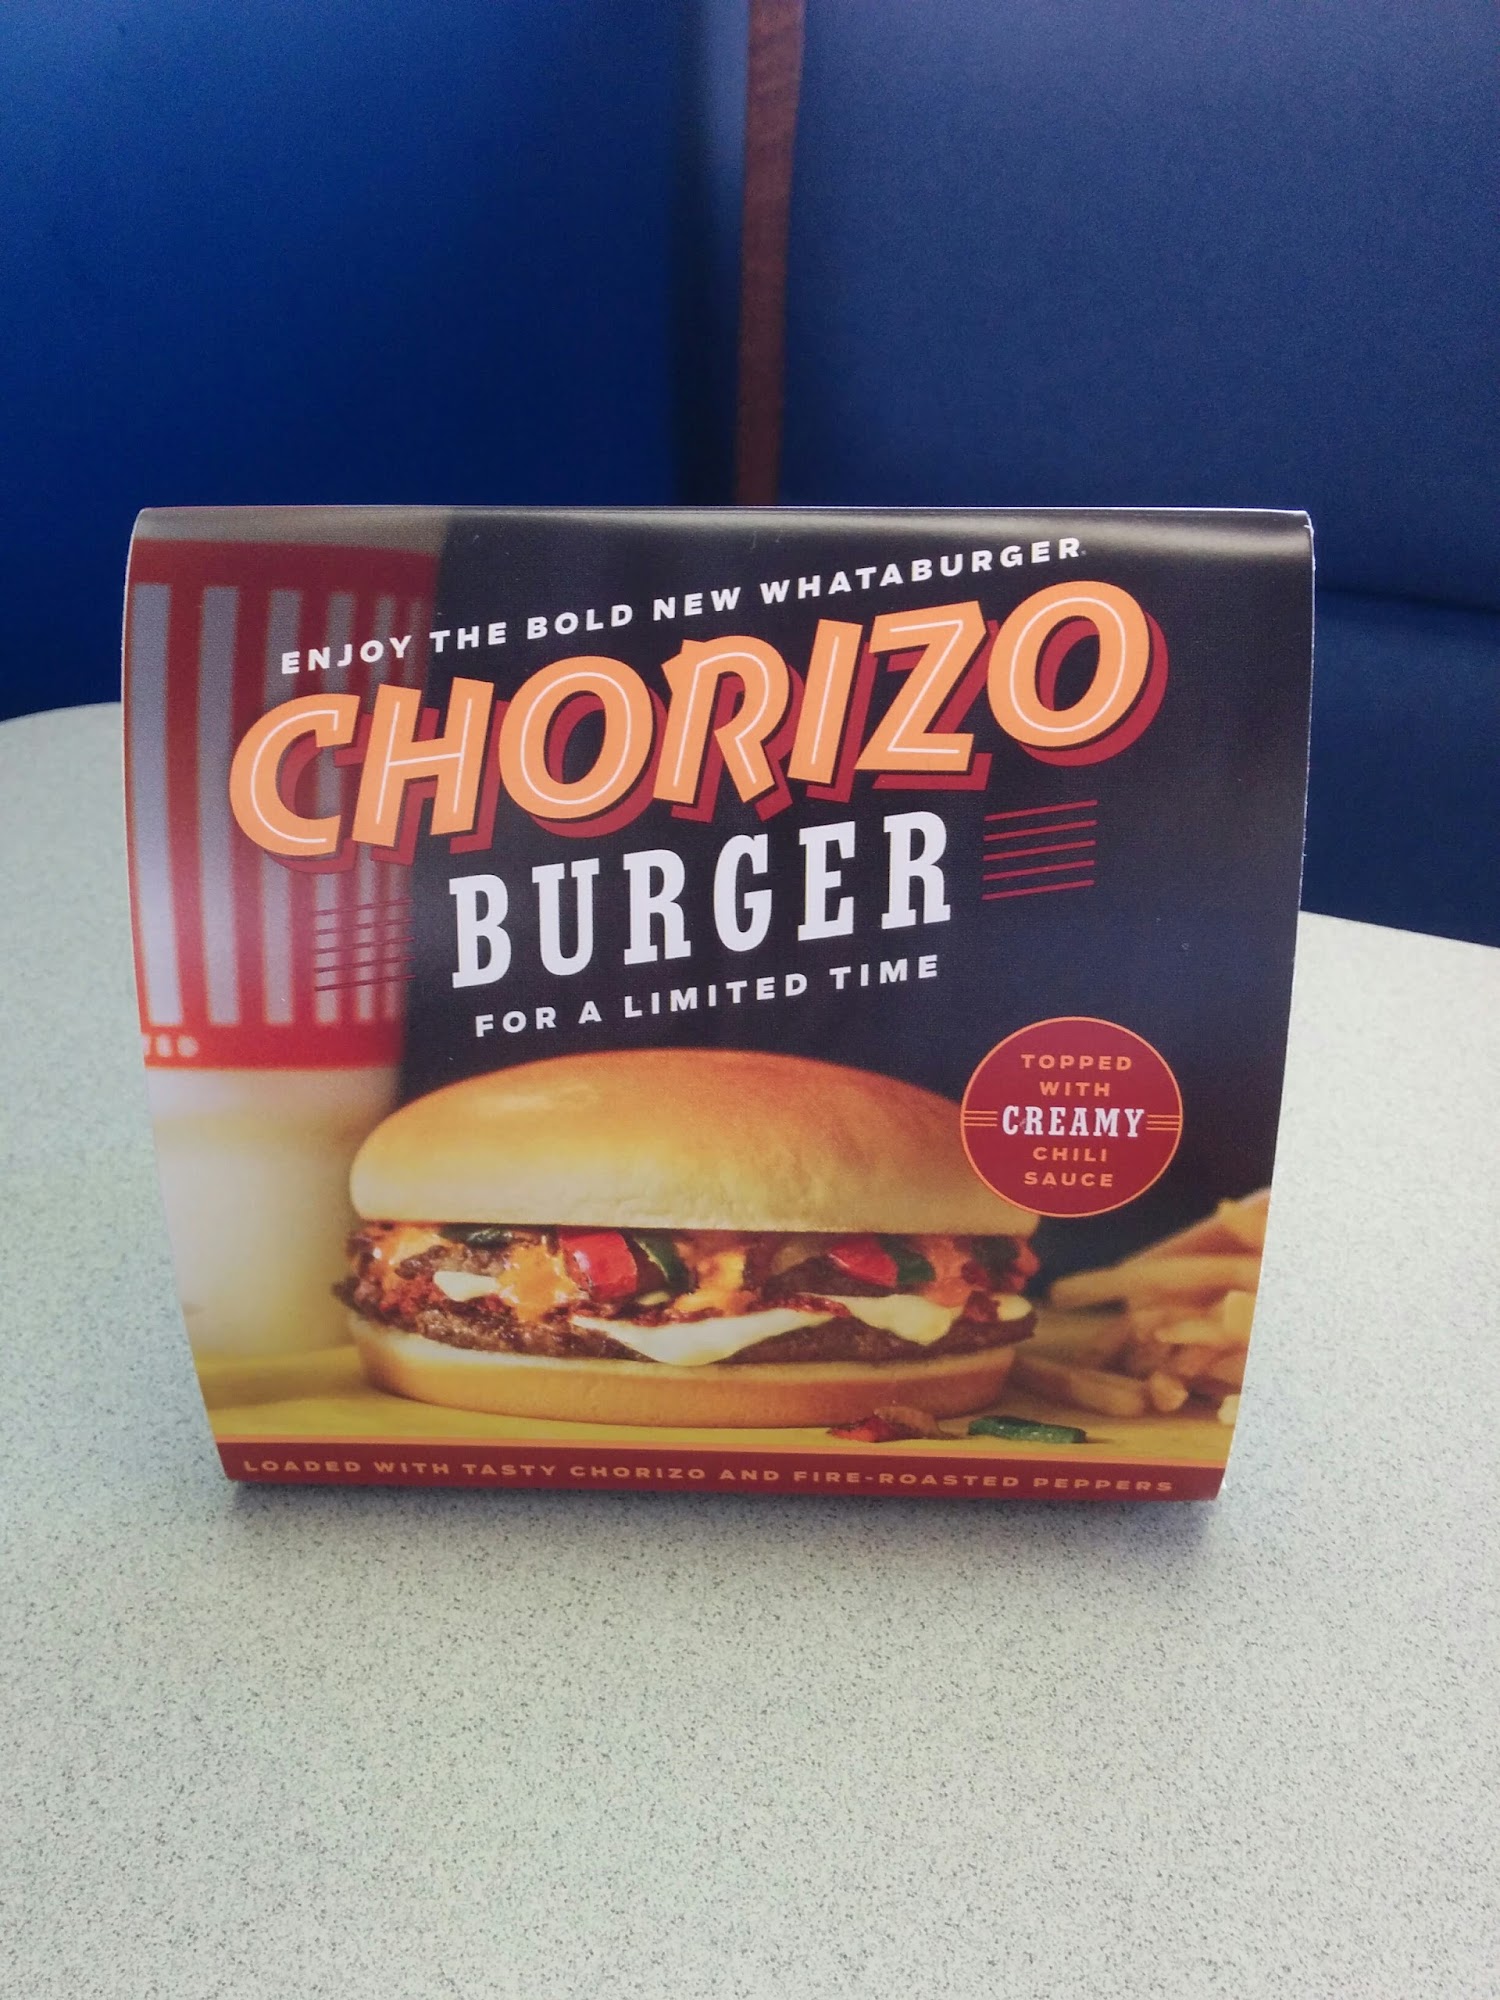 ENJOY THE BOLD NEW WHATABURGER
CHORIZO
BURGER
FOR A LIMITED TIME
TOPPED
WITH
CREAMY
CHILI
SAUCE
LOADED WITH TASTY CHORIZO AND FIRE-ROASTED PEPPERS